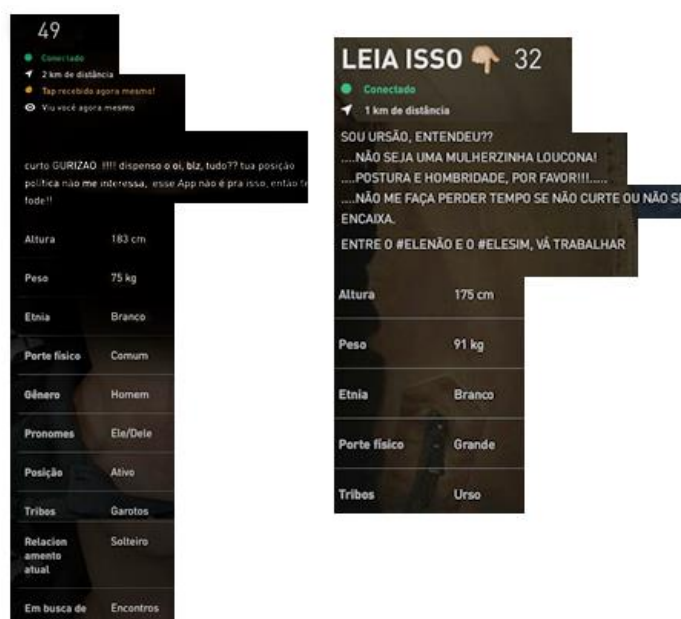 49
Conectado
2 km de distância
Tap recebido agora mesmo!
Viu você agora mesmo
curto GURIZAO !!!! dispenso o oi, blz, tudo?? tua posição
política não me interessa, esse App não é pra isso, então te
fode!!
Altura 183 cm
Peso 75 kg
Etnia Branco
Porte físico Comum
Gênero Homem
Pronomes Ele/Dele
Posição Ativo
Tribos Garotos
Relacion
amento
atual Solteiro
Em busca de Encontros
LEIA ISSO 👇🏼 32
Conectado
1 km de distância
SOU URSÃO, ENTENDEU??
....NÃO SEJA UMA MULHERZINHA LOUCONA!
....POSTURA E HOMBRIDADE, POR FAVOR!!!.....
....NÃO ME FAÇA PERDER TEMPO SE NÃO CURTE OU NÃO SE
ENCAIXA.
ENTRE O #ELENÃO E O #ELESIM, VÁ TRABALHAR
Altura 175 cm
Peso 91 kg
Etnia Branco
Porte físico Grande
Tribos Urso